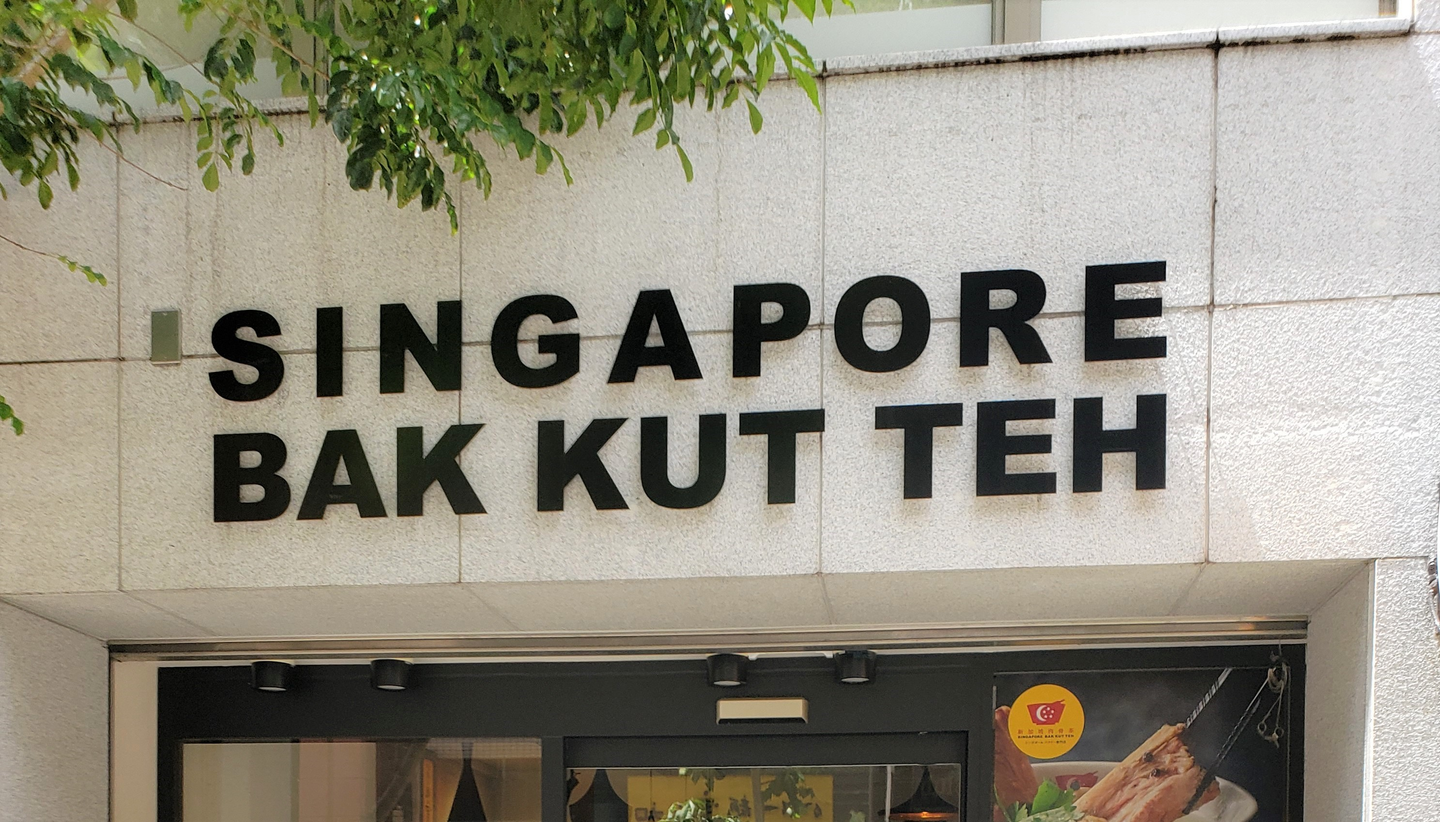 SINGAPORE
BAK KUT TEH
SINGAPORE BAK KUT TEH